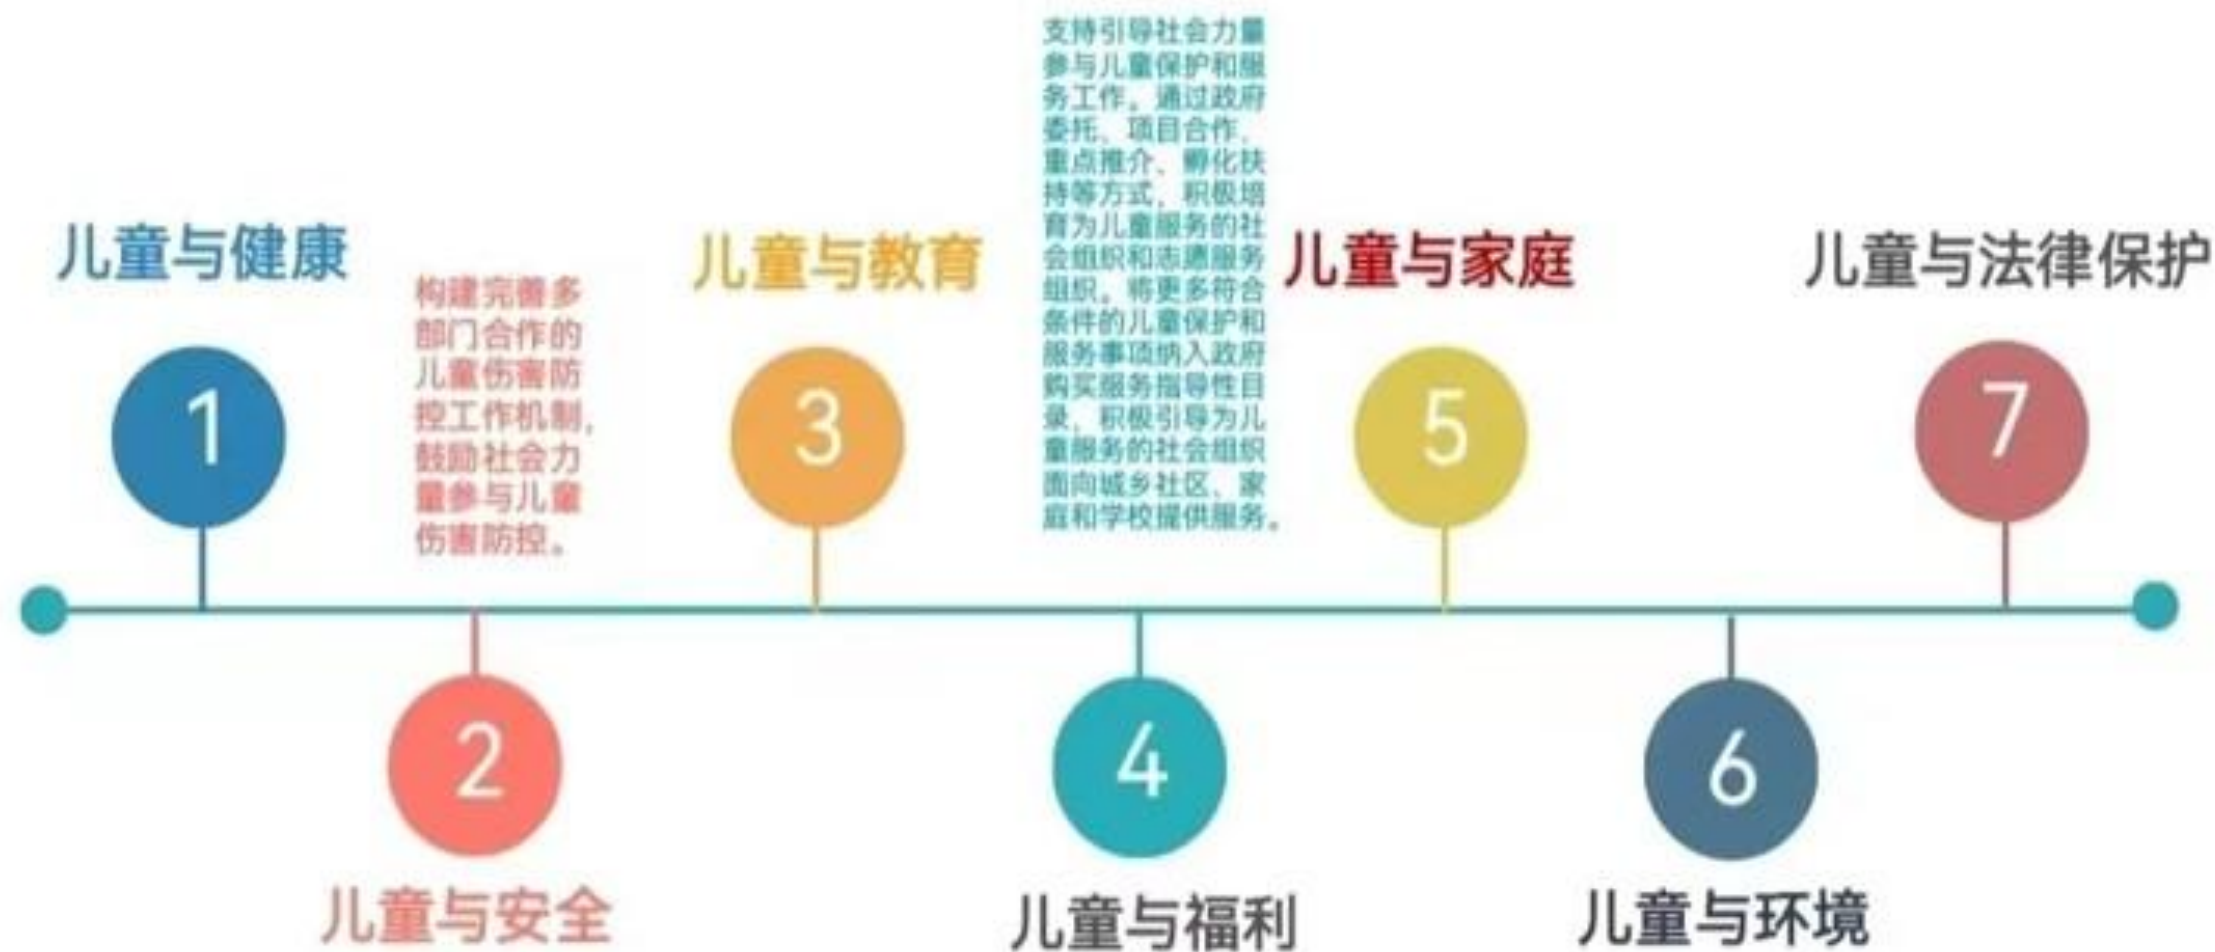 儿童与健康
1
构建完善多
部门合作的
儿童伤害防
控工作机制，
鼓励社会力
量参与儿童
伤害防控。
2
儿童与安全
儿童与教育
3
支持引导社会力量
参与儿童保护和服
务工作。通过政府
委托、项目合作、
重点推介、孵化扶
持等方式，积极培
育为儿童服务的社
会组织和志愿服务
组织。将更多符合
条件的儿童保护和
服务事项纳入政府
购买服务指导性目
录，积极引导为儿
童服务的社会组织
面向城乡社区、家
庭和学校提供服务。
4
儿童与福利
儿童与家庭
5
6
儿童与环境
儿童与法律保护
7